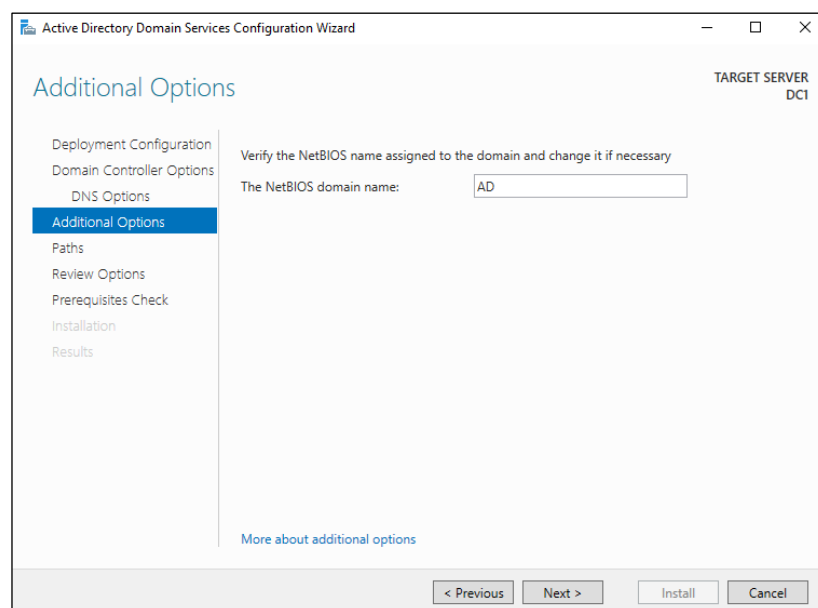 Active Directory Domain Services Configuration Wizard
Additional Options
TARGET SERVER
DC1
Deployment Configuration
Domain Controller Options
DNS Options
Additional Options
Paths
Review Options
Prerequisites Check
Installation
Results
Verify the NetBIOS name assigned to the domain and change it if necessary
The NetBIOS domain name: AD
More about additional options
< Previous Next > Install Cancel